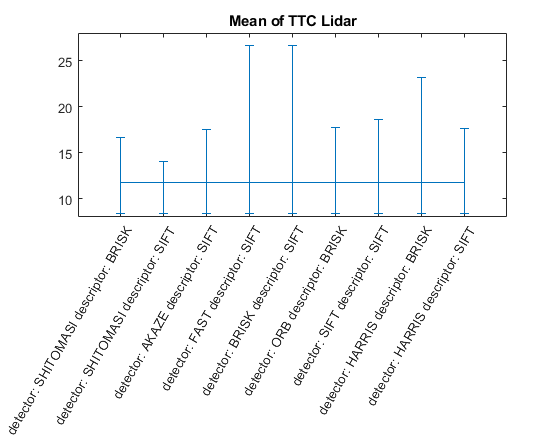 Mean of TTC Lidar
25
20
15
10
detector: SHITOMASI descriptor: BRISK
detector: SHITOMASI descriptor: SIFT
detector: AKAZE descriptor: SIFT
detector: FAST descriptor: SIFT
detector: BRISK descriptor: SIFT
detector: ORB descriptor: BRISK
detector: SIFT descriptor: SIFT
detector: HARRIS descriptor: BRISK
detector: HARRIS descriptor: SIFT